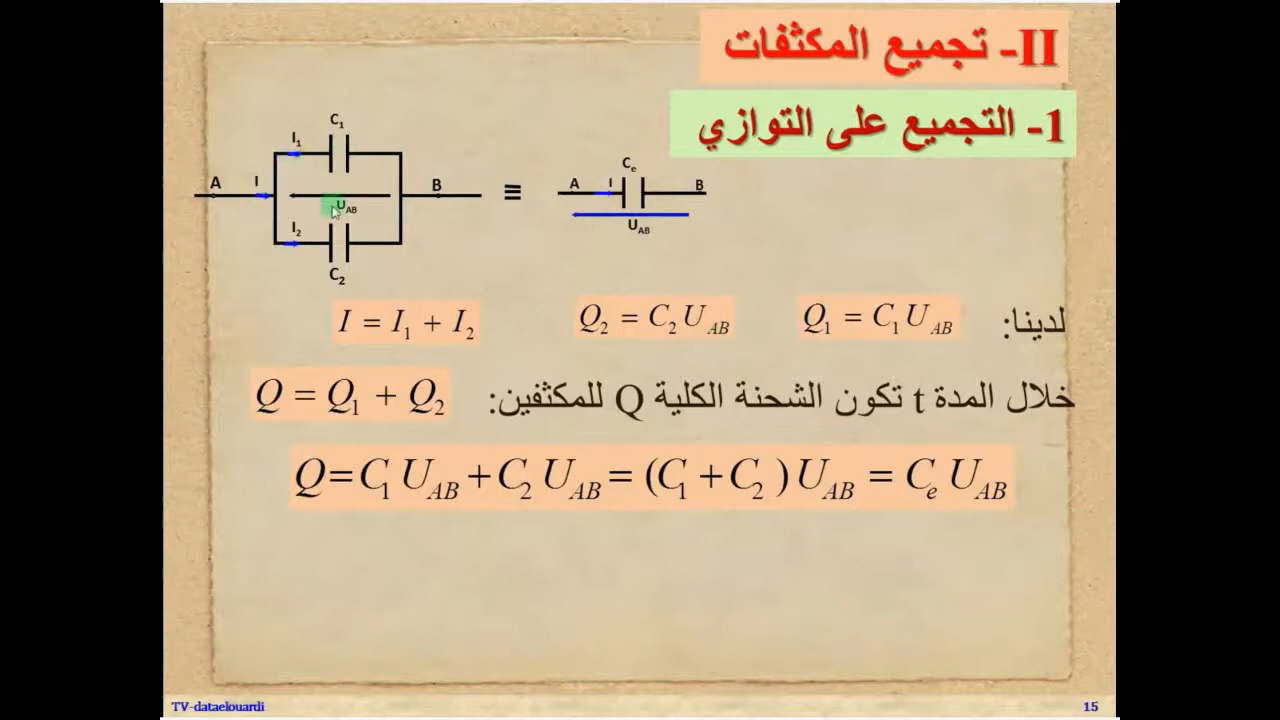 II- تجميع المكثفات
1- التجميع على التوازي
C1
I1
A I B
UAB
I2
C2
≡
Ce
A I B
UAB
لدينا: Q1 = C1 UAB Q2 = C2 UAB I = I1 + I2
خلال المدة t تكون الشحنة الكلية Q للمكثفين: Q = Q1 + Q2
Q = C1 UAB + C2 UAB = (C1 + C2) UAB = Ce UAB
TV-dataelouardi
15